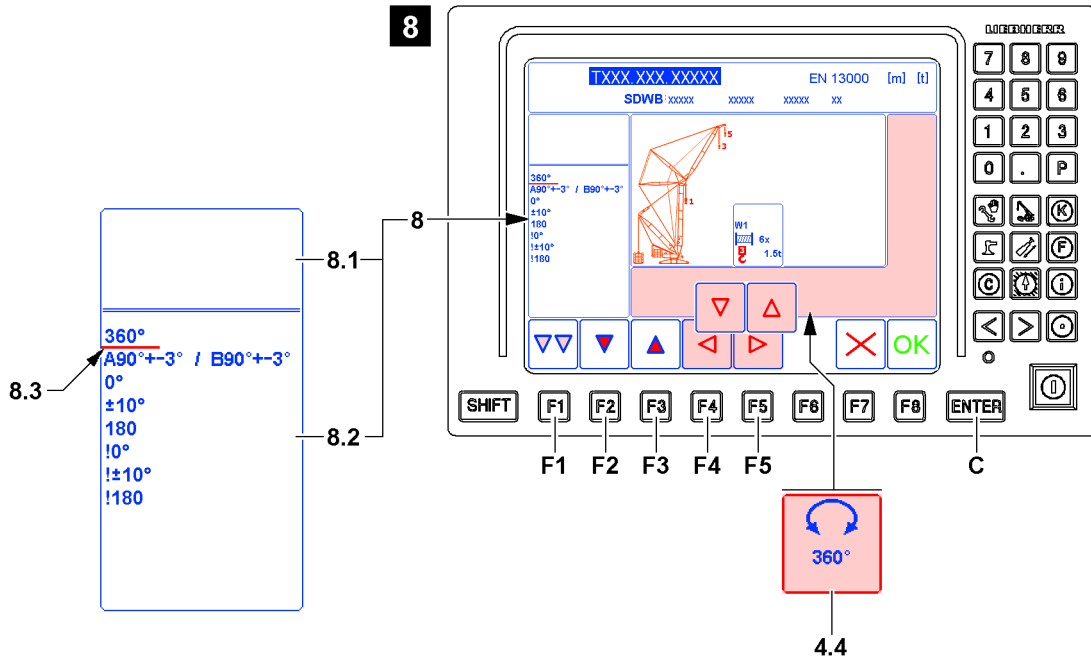 8
LIEBHERR
TXXX.XXX.XXXXX EN 13000 [m] [t]
SDWB: xxxxx xxxxx xxxxx xx
5
3
1
360°
A90°+-3° / B90°+-3°
0°
±10°
180
!0°
!±10°
!180
W1
6x
1.5t
OK
7 8 9
4 5 6
1 2 3
0 . P
K
F
C i
SHIFT F1 F2 F3 F4 F5 F6 F7 F8 ENTER
F1 F2 F3 F4 F5 C
8
8.1
8.2
8.3
360°
A90°+-3° / B90°+-3°
0°
±10°
180
!0°
!±10°
!180
360°
4.4